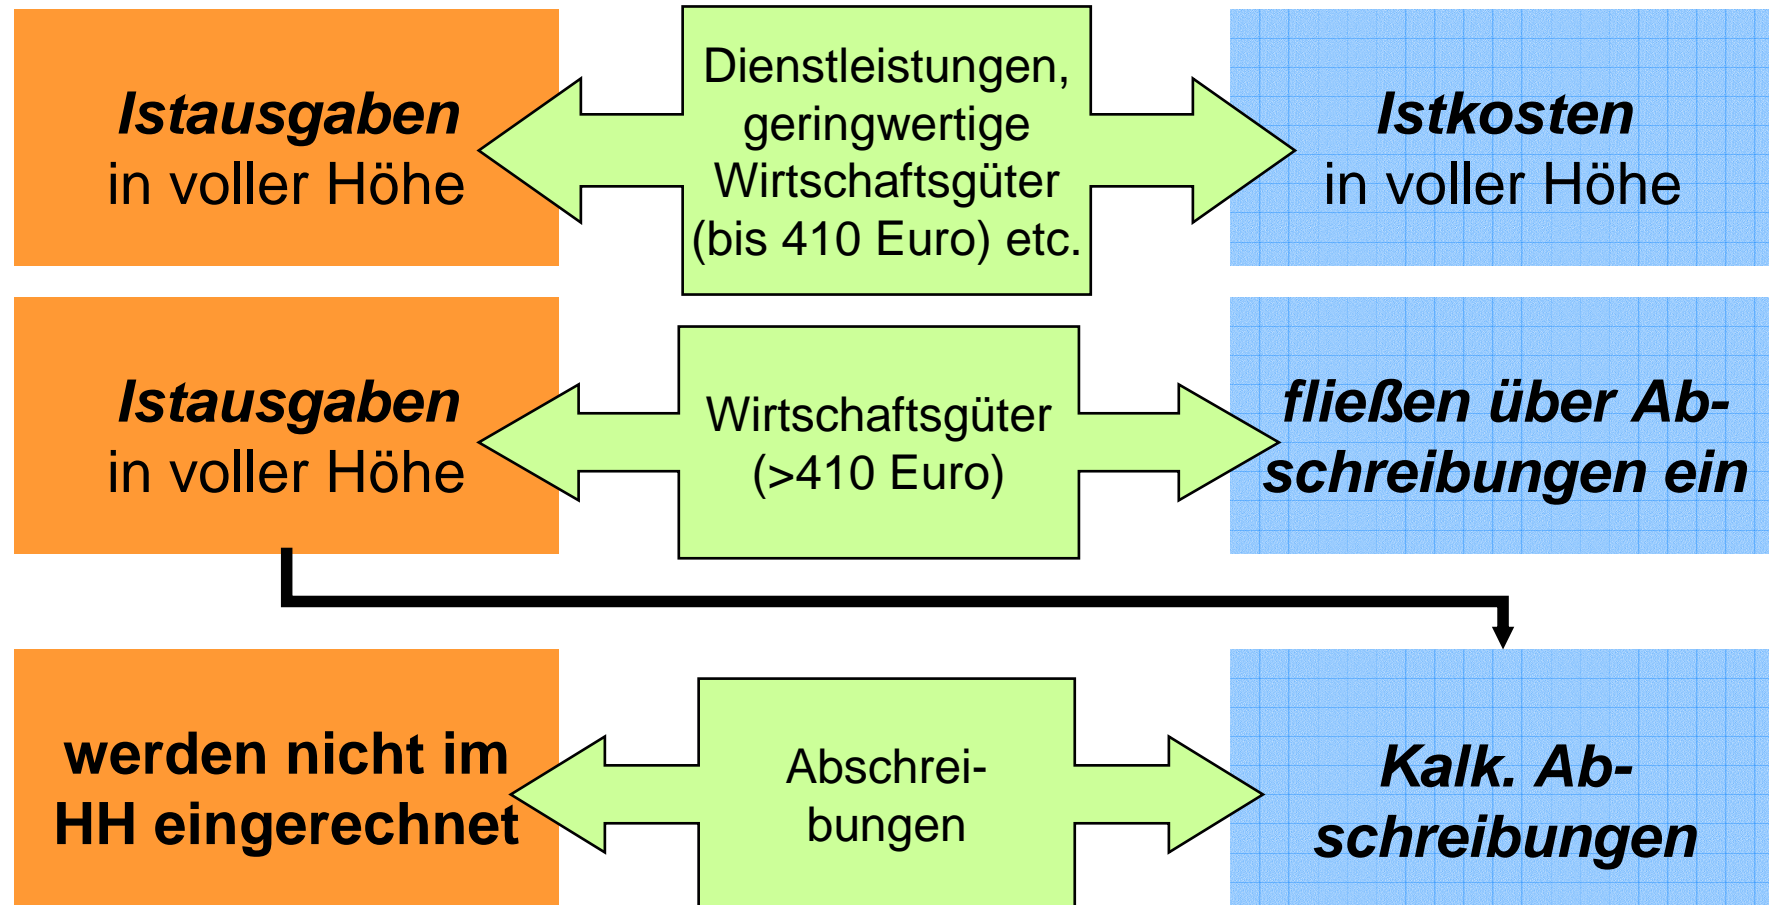 Istausgaben
in voller Höhe
Dienstleistungen,
geringwertige
Wirtschaftsgüter
(bis 410 Euro) etc.
Istkosten
in voller Höhe
Istausgaben
in voller Höhe
Wirtschaftsgüter
(>410 Euro)
fließen über Ab-
schreibungen ein
werden nicht im
HH eingerechnet
Abschrei-
bungen
Kalk. Ab-
schreibungen